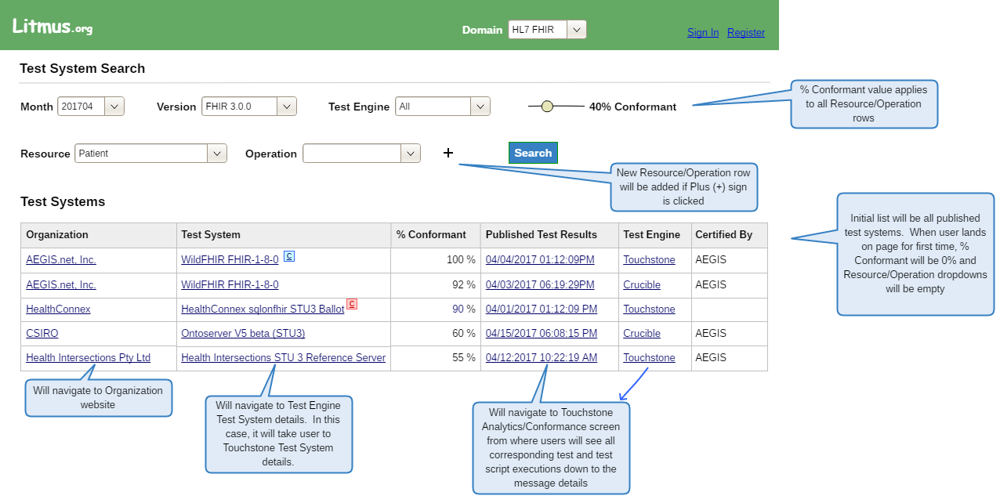 Litmus.org
Domain HL7 FHIR
Sign In Register
Test System Search
Month 201704 Version FHIR 3.0.0 Test Engine All 40% Conformant
% Conformant value applies
to all Resource/Operation
rows
Resource Patient Operation + Search
New Resource/Operation row
will be added if Plus (+) sign
is clicked
Test Systems
Initial list will be all published
test systems. When user lands
on page for first time, %
Conformant will be 0% and
Resource/Operation dropdowns
will be empty
Organization Test System % Conformant Published Test Results Test Engine Certified By
AEGIS.net, Inc. WildFHIR FHIR-1-8-0 C 100 % 04/04/2017 01:12:09PM Touchstone AEGIS
AEGIS.net, Inc. WildFHIR FHIR-1-8-0 92 % 04/03/2017 06:19:29PM Crucible AEGIS
HealthConnex HealthConnex sqlonfhir STU3 Ballot C 90 % 04/01/2017 01:12:09 PM Touchstone
CSIRO Ontoserver V5 beta (STU3) 60 % 04/15/2017 06:08:15 PM Crucible AEGIS
Health Intersections Pty Ltd Health Intersections STU 3 Reference Server 55 % 04/12:2017 10:22:19 AM Touchstone AEGIS
Will navigate to Organization
website
Will navigate to Test Engine
Test System details. In this
case, it will take user to
Touchstone Test System
details.
Will navigate to Touchstone
Analytics/Conformance screen
from where users will see all
corresponding test and test
script executions down to the
message details